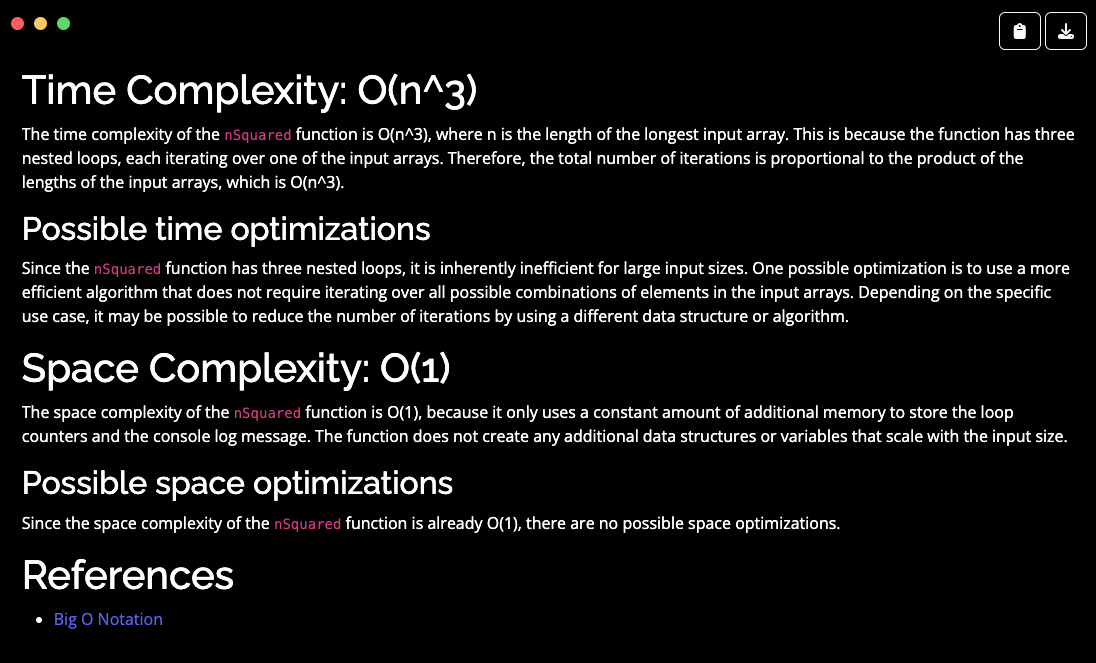 Time Complexity: O(n^3)
The time complexity of the nSquared function is O(n^3), where n is the length of the longest input array. This is because the function has three
nested loops, each iterating over one of the input arrays. Therefore, the total number of iterations is proportional to the product of the
lengths of the input arrays, which is O(n^3).
Possible time optimizations
Since the nSquared function has three nested loops, it is inherently inefficient for large input sizes. One possible optimization is to use a more
efficient algorithm that does not require iterating over all possible combinations of elements in the input arrays. Depending on the specific
use case, it may be possible to reduce the number of iterations by using a different data structure or algorithm.
Space Complexity: O(1)
The space complexity of the nSquared function is O(1), because it only uses a constant amount of additional memory to store the loop
counters and the console log message. The function does not create any additional data structures or variables that scale with the input size.
Possible space optimizations
Since the space complexity of the nSquared function is already O(1), there are no possible space optimizations.
References
• Big O Notation